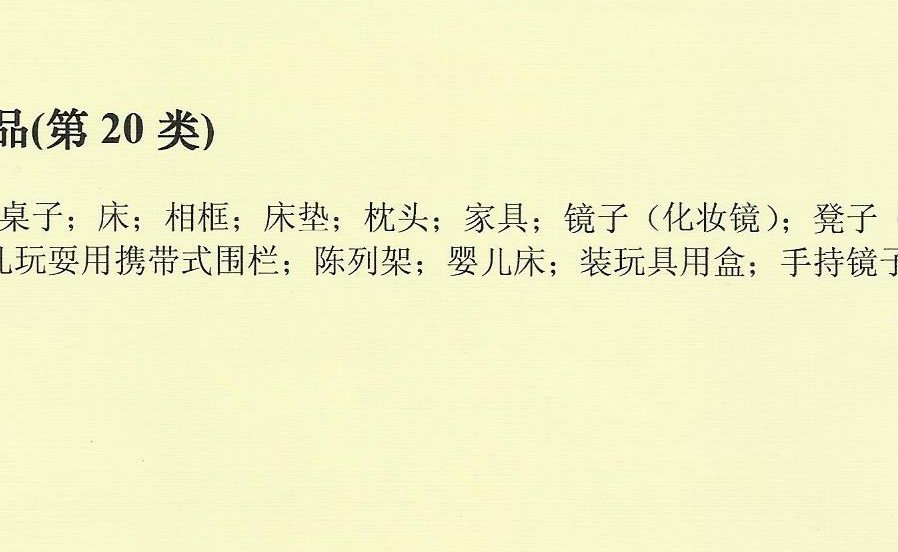 品(第 20 类)
桌子；床；相框；床垫；枕头；家具；镜子（化妆镜）；凳子（
玩耍用携带式围栏；陈列架；婴儿床；装玩具用盒；手持镜子